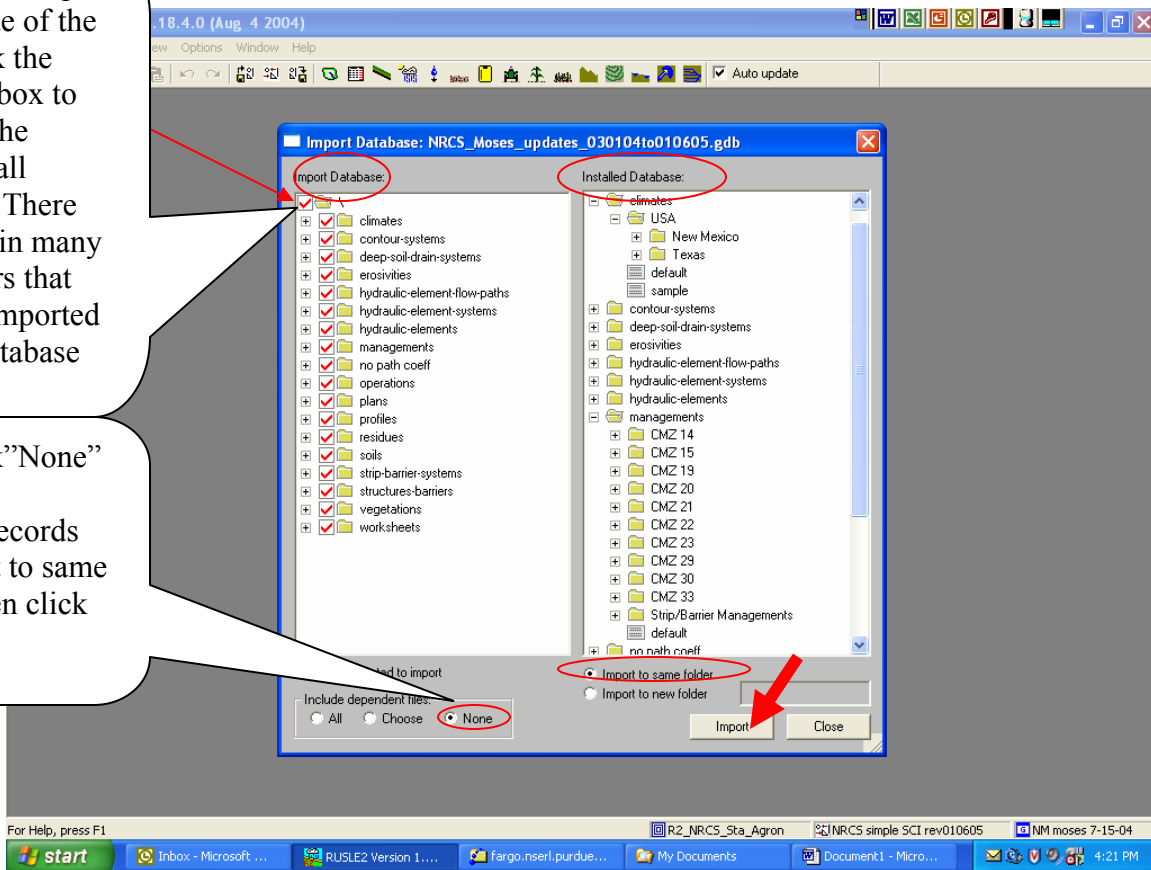 e of the
k the
box to
he
all
There
in many
rs that
mported
tabase
k"None"
ecords
t to same
en click
.18.4.0 (Aug 4 2004)
ew Options Window Help
Auto update
Import Database: NRCS_Moses_updates_030104to010605.gdb
Import Database:
\
climates
contour-systems
deep-soil-drain-systems
erosivities
hydraulic-element-flow-paths
hydraulic-element-systems
hydraulic-elements
managements
no path coeff
operations
plans
profiles
residues
soils
strip-barrier-systems
structures-barriers
vegetations
worksheets
Installed Database:
climates
USA
New Mexico
Texas
default
sample
contour-systems
deep-soil-drain-systems
erosivities
hydraulic-element-flow-paths
hydraulic-element-systems
hydraulic-elements
managements
CMZ 14
CMZ 15
CMZ 19
CMZ 20
CMZ 21
CMZ 22
CMZ 23
CMZ 29
CMZ 30
CMZ 33
Strip/Barrier Managements
default
no path coeff
to import
Include dependent files:
All Choose None
Import to same folder
Import to new folder
Import Close
For Help, press F1 R2_NRCS_Sta_Agron NRCS simple SCI rev010605 NM moses 7-15-04
start Inbox - Microsoft ... RUSLE2 Version 1.... fargo.nserl.purdue... My Documents Document1 - Micro... 4:21 PM